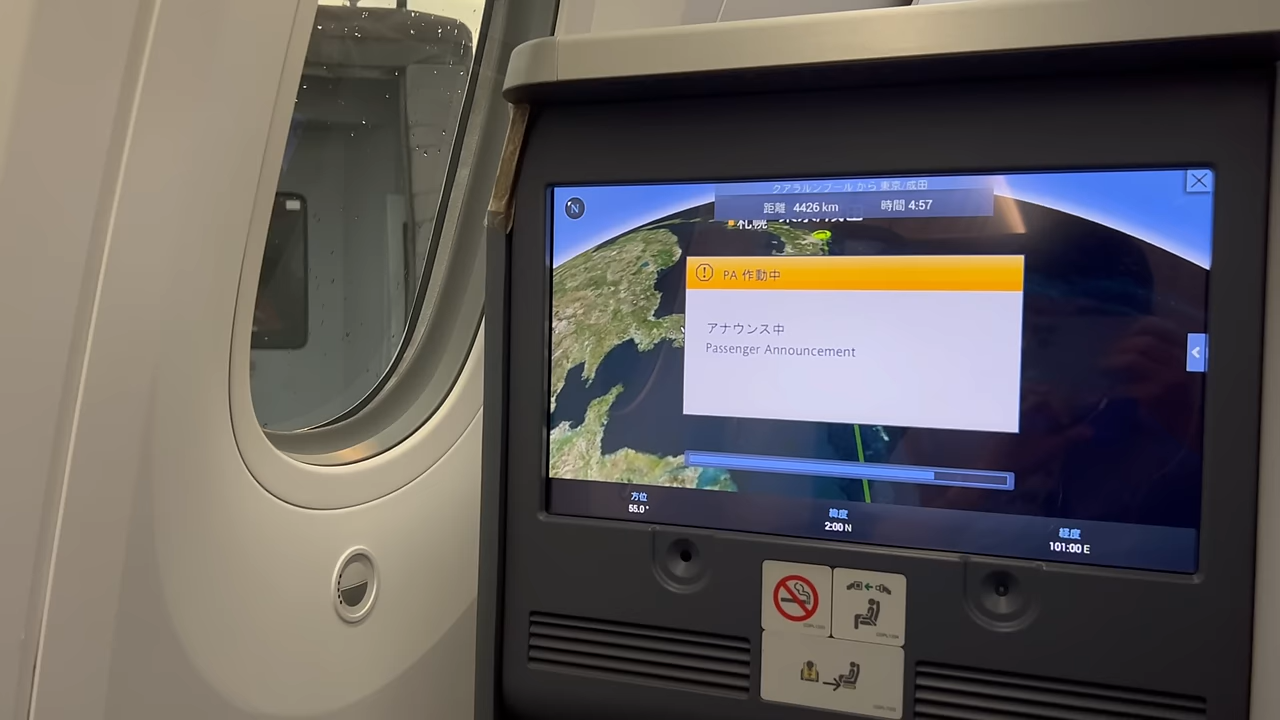 クアラルンプール から 東京/成田
距離 4426 km 時間 4:57
札幌
N
PA 作動中
アナウンス中
Passenger Announcement
方位
55.0°
緯度
2:00 N
経度
101:00 E